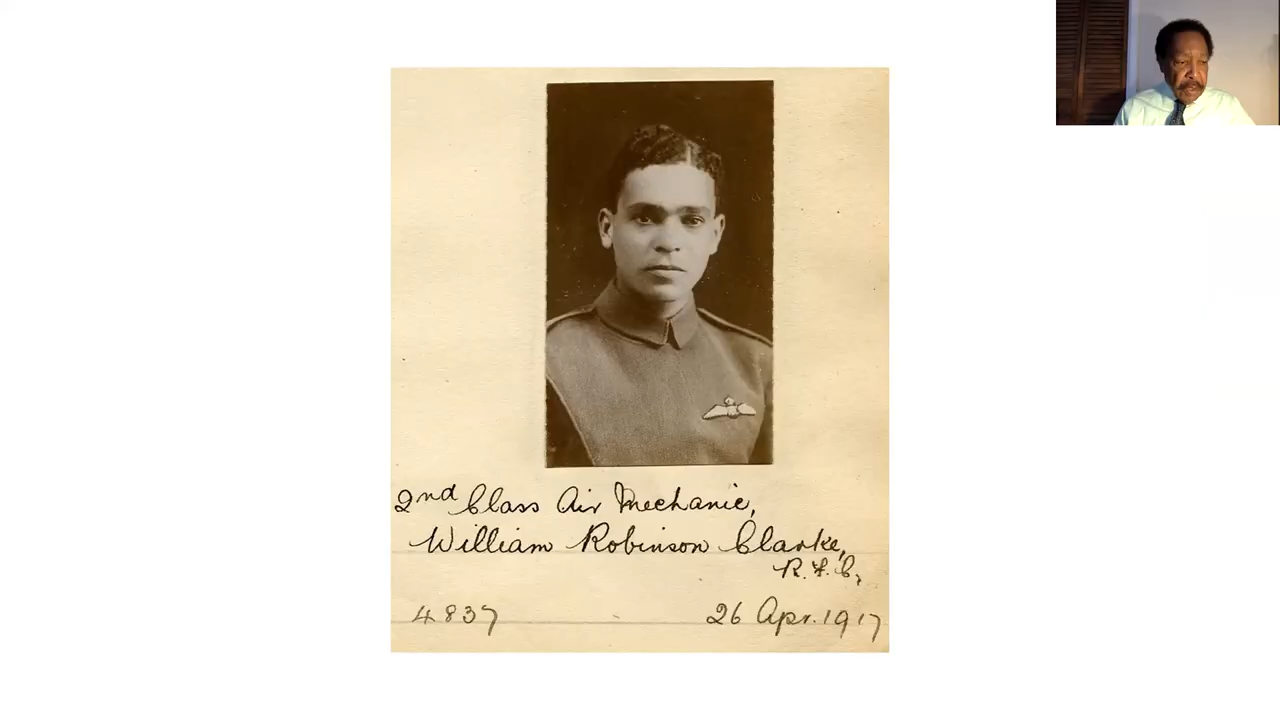 2nd Class Air Mechanic,
William Robinson Clarke,
R.F.C,
4837
26 Apr. 1917